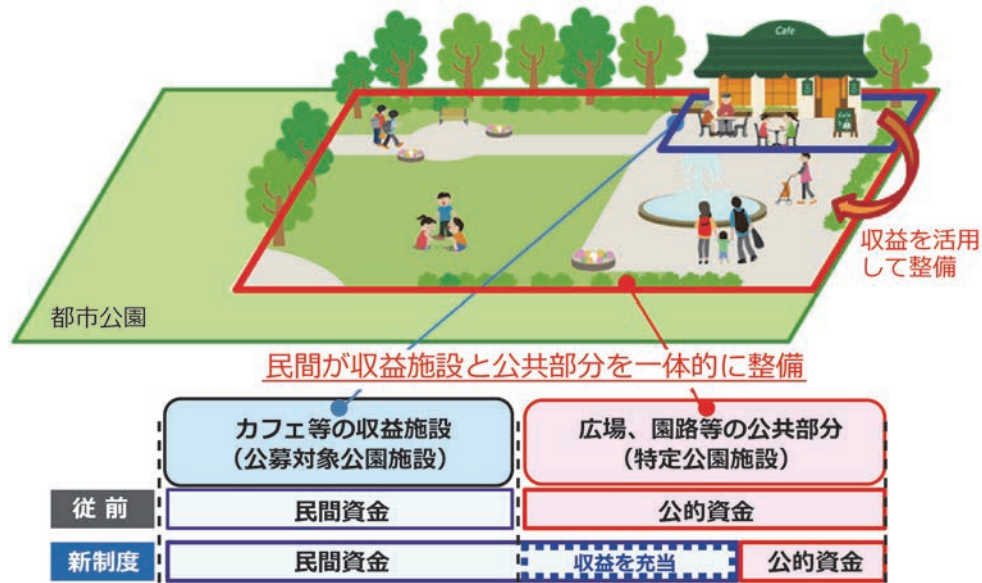 Cafe
Cafe
収益を活用
して整備
都市公園
民間が収益施設と公共部分を一体的に整備
カフェ等の収益施設
（公募対象公園施設）
広場、園路等の公共部分
（特定公園施設）
従前
民間資金
公的資金
新制度
民間資金
収益を充当
公的資金